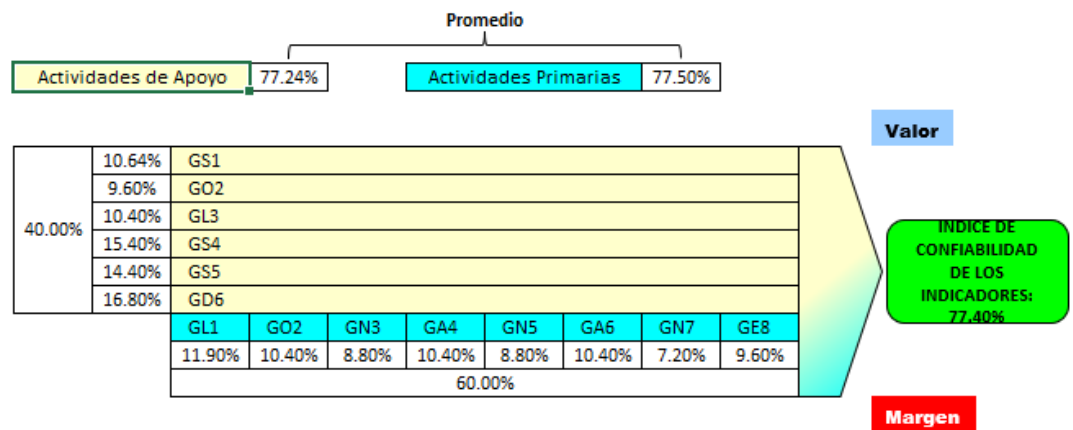 Promedio
Actividades de Apoyo 77.24% Actividades Primarias 77.50%
Valor
10.64% GS1
9.60% GO2
10.40% GL3
40.00%
15.40% GS4
14.40% GS5
16.80% GD6
INDICE DE
CONFIABILIDAD
DE LOS
INDICADORES:
77.40%
GL1 GO2 GN3 GA4 GN5 GA6 GN7 GE8
11.90% 10.40% 8.80% 10.40% 8.80% 10.40% 7.20% 9.60%
60.00%
Margen